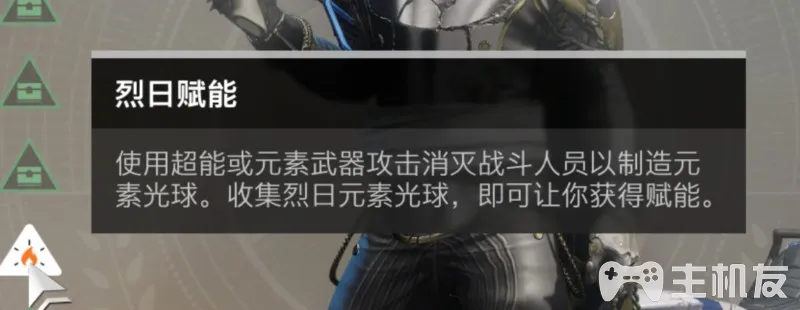 烈日赋能
使用超能或元素武器攻击消灭战斗人员以制造元
素光球。收集烈日元素光球，即可让你获得赋能。
主机友